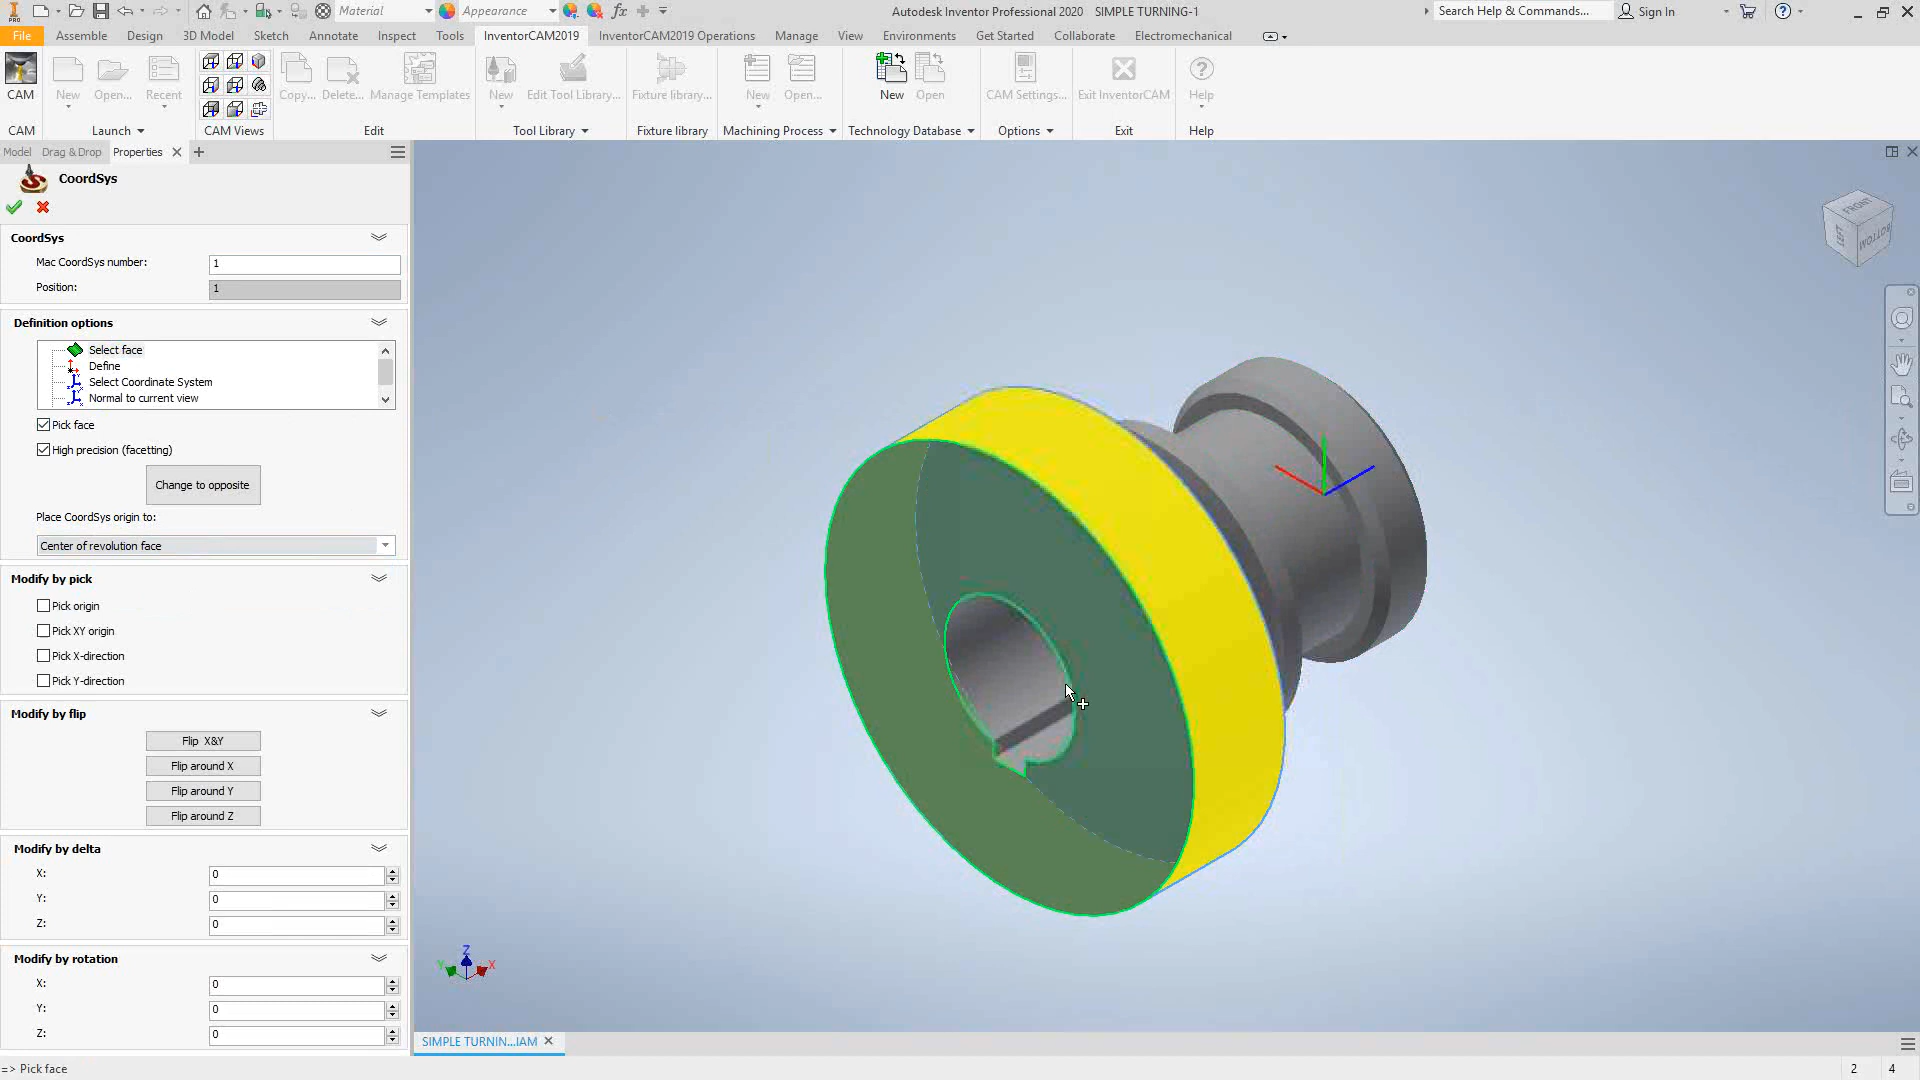 Material
Appearance
fx
Autodesk Inventor Professional 2020 SIMPLE TURNING-1
Search Help & Commands...
Sign In
File Assemble Design 3D Model Sketch Annotate Inspect Tools InventorCAM2019 InventorCAM2019 Operations Manage View Environments Get Started Collaborate Electromechanical
CAM New Open... Recent Copy... Delete... Manage Templates New Edit Tool Library... Fixture library... New Open... New Open CAM Settings... Exit InventorCAM Help
CAM Launch CAM Views Edit Tool Library Fixture library Machining Process Technology Database Options Exit Help
Model Drag & Drop Properties
CoordSys
CoordSys
Mac CoordSys number: 1
Position: 1
Definition options
Select face
Define
Select Coordinate System
Normal to current view
Pick face
High precision (facetting)
Change to opposite
Place CoordSys origin to:
Center of revolution face
Modify by pick
Pick origin
Pick XY origin
Pick X-direction
Pick Y-direction
Modify by flip
Flip X&Y
Flip around X
Flip around Y
Flip around Z
Modify by delta
X: 0
Y: 0
Z: 0
Modify by rotation
X: 0
Y: 0
Z: 0
FRONT
LEFT
BOTTOM
Z
Y
X
SIMPLE TURNIN...IAM
=> Pick face
2 4